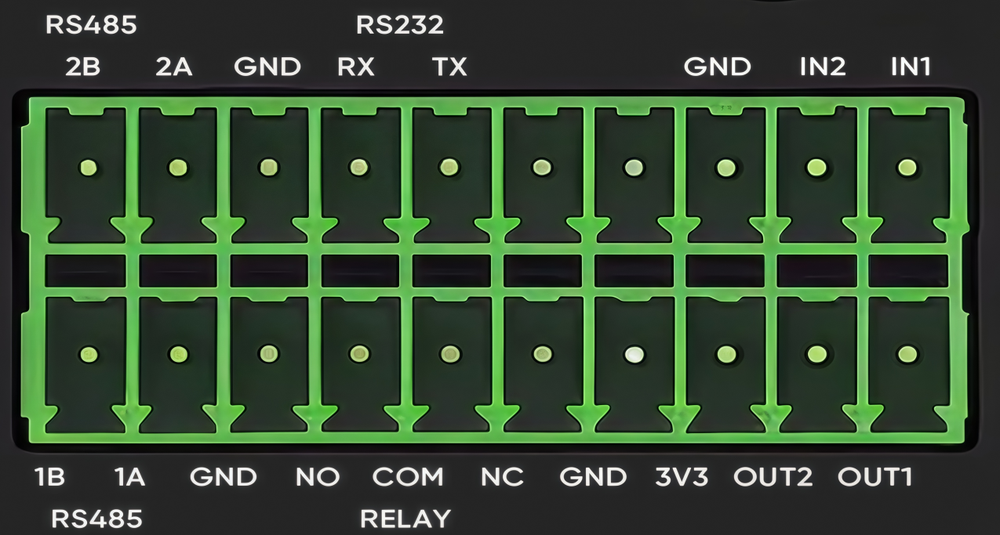 RS485 RS232
2B 2A GND RX TX GND IN2 IN1
1B 1A GND NO COM NC GND 3V3 OUT2 OUT1
RS485 RELAY